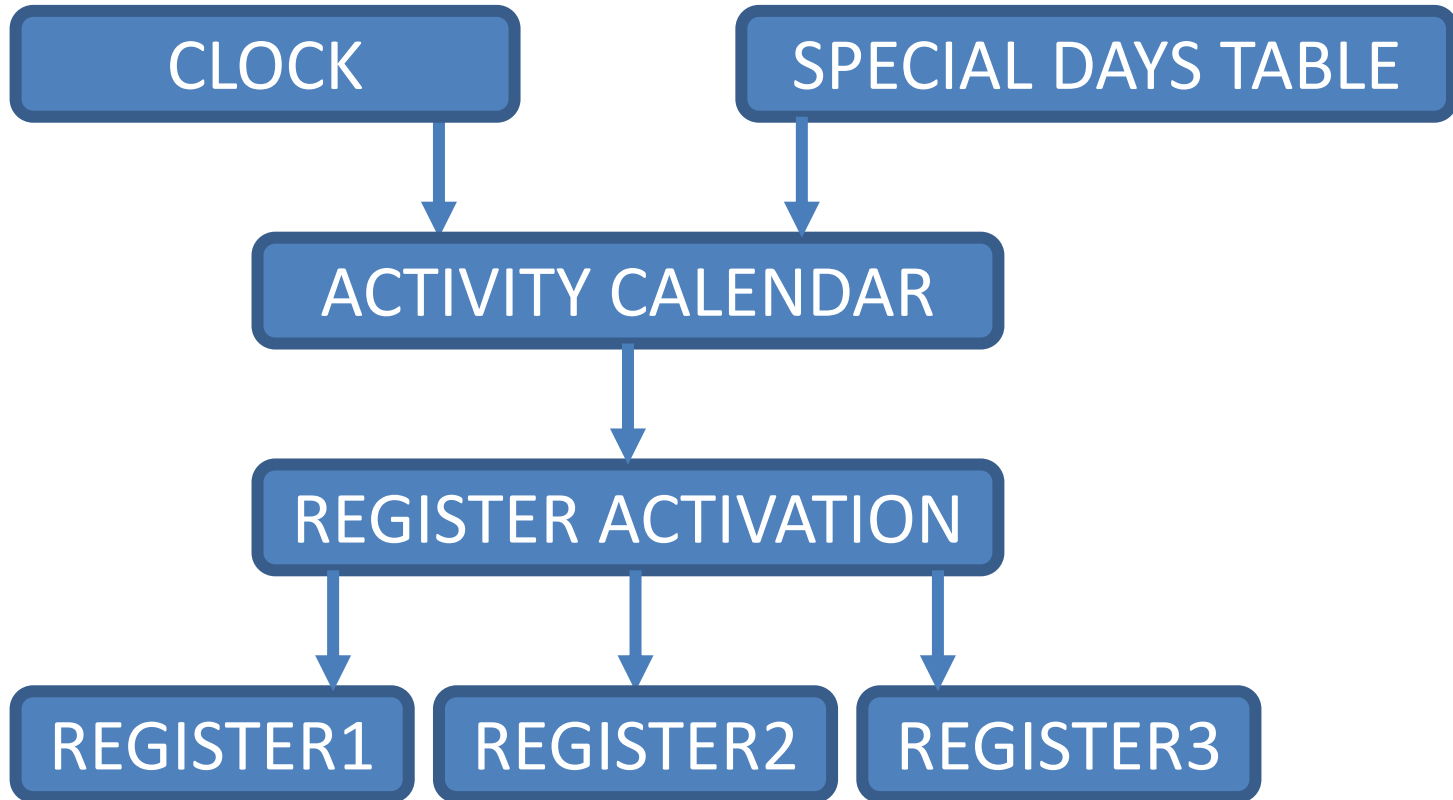 CLOCK
SPECIAL DAYS TABLE
ACTIVITY CALENDAR
REGISTER ACTIVATION
REGISTER1
REGISTER2
REGISTER3